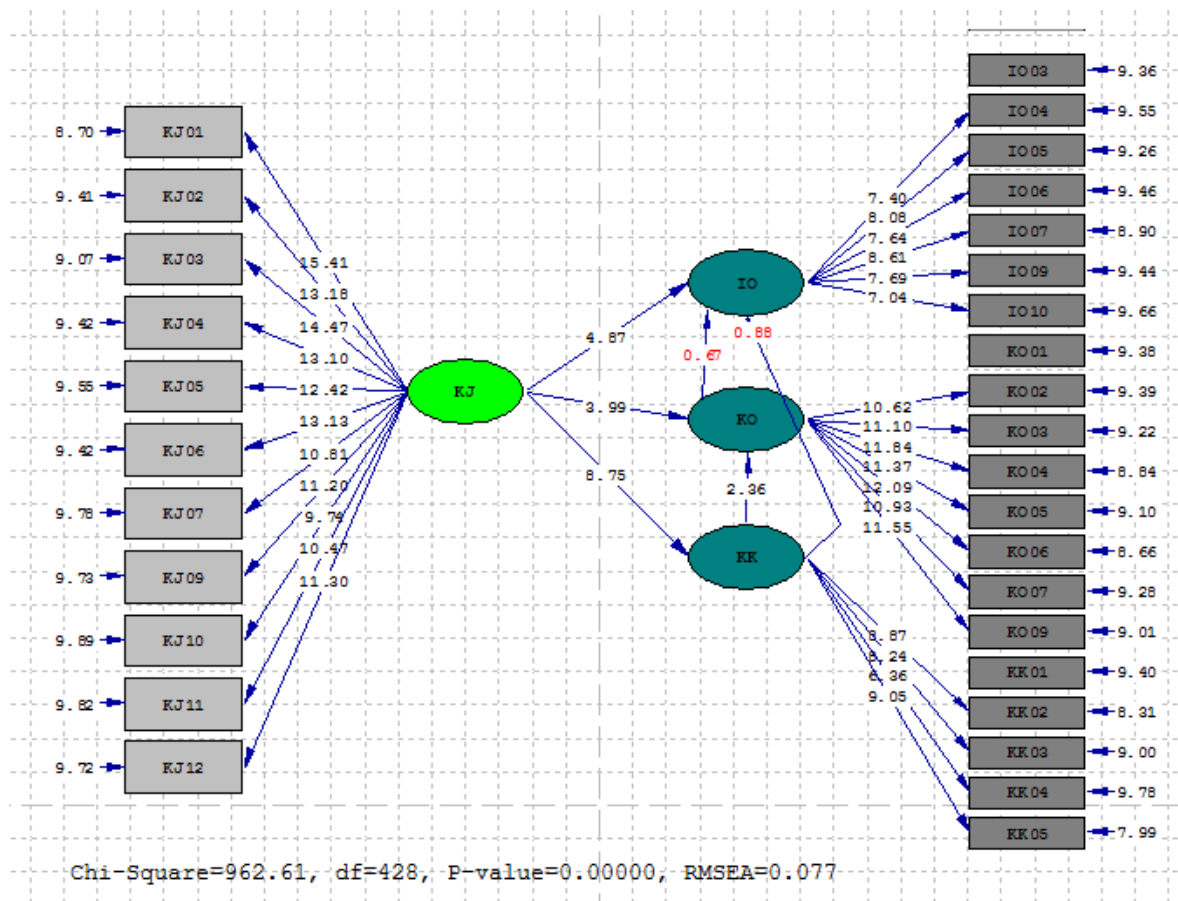 8.70 KJ01
9.41 KJ02
9.07 KJ03
9.42 KJ04
9.55 KJ05
9.42 KJ06
9.78 KJ07
9.73 KJ09
9.89 KJ10
9.82 KJ11
9.72 KJ12
15.41
13.18
14.47
13.10
12.42
13.13
10.81
11.20
9.74
10.47
11.30
KJ
4.87
3.99
8.75
IO
0.88
0.67
KO
2.36
KK
7.40
8.08
7.64
8.61
7.69
7.04
10.62
11.10
11.84
11.37
12.09
10.93
11.55
8.24
6.36
9.05
IO03 9.36
IO04 9.55
IO05 9.26
IO06 9.46
IO07 8.90
IO09 9.44
IO10 9.66
KO01 9.38
KO02 9.39
KO03 9.22
KO04 8.84
KO05 9.10
KO06 8.66
KO07 9.28
KO09 9.01
KK01 9.40
KK02 8.31
KK03 9.00
KK04 9.78
KK05 7.99
Chi-Square=962.61, df=428, P-value=0.00000, RMSEA=0.077